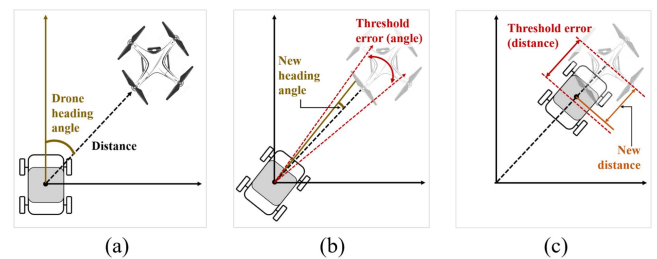 Drone
heading
angle
Distance
(a)
New
heading
angle
Threshold
error (angle)
(b)
Threshold error
(distance)
New
distance
(c)